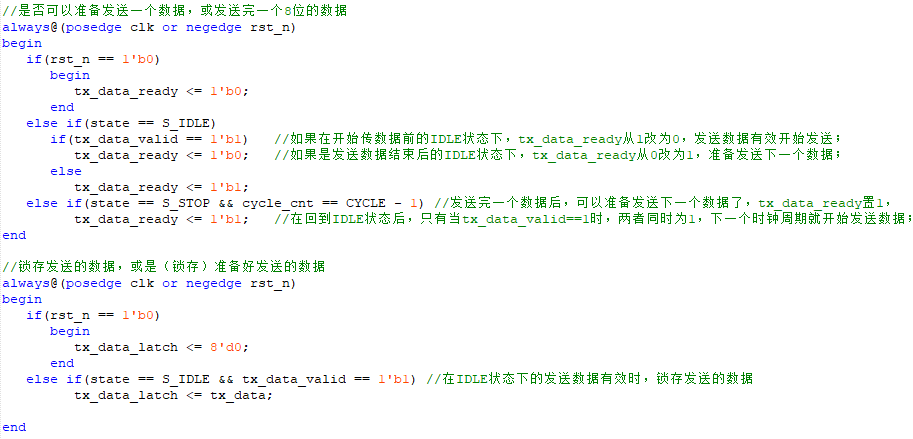 //是否可以准备发送一个数据，或发送完一个8位的数据
always@(posedge clk or negedge rst_n)
begin
   if(rst_n == 1'b0)
      begin
         tx_data_ready <= 1'b0;
      end
   else if(state == S_IDLE)
      if(tx_data_valid == 1'b1)   //如果在开始传数据前的IDLE状态下，tx_data_ready从1改为0，发送数据有效开始发送；
         tx_data_ready <= 1'b0;   //如果是发送数据结束后的IDLE状态下，tx_data_ready从0改为1，准备发送下一个数据；
      else
         tx_data_ready <= 1'b1;
   else if(state == S_STOP && cycle_cnt == CYCLE - 1) //发送完一个数据后，可以准备发送下一个数据了，tx_data_ready置1，
         tx_data_ready <= 1'b1;   //在回到IDLE状态后，只有当tx_data_valid==1时，两者同时为1，下一个时钟周期就开始发送数据；
end
//锁存发送的数据，或是（锁存）准备好发送的数据
always@(posedge clk or negedge rst_n)
begin
   if(rst_n == 1'b0)
      begin
         tx_data_latch <= 8'd0;
      end
   else if(state == S_IDLE && tx_data_valid == 1'b1) //在IDLE状态下的发送数据有效时，锁存发送的数据
         tx_data_latch <= tx_data;
end